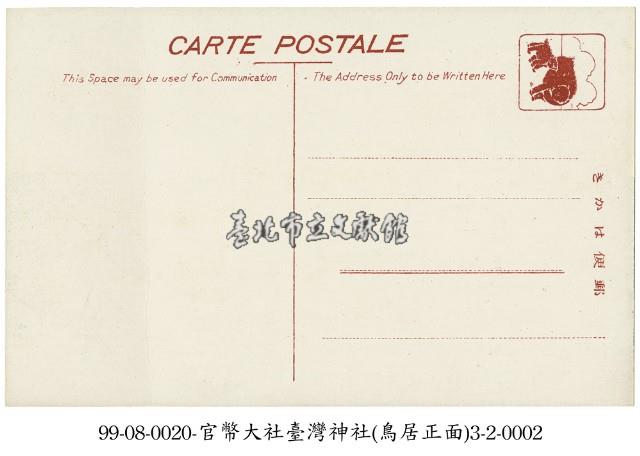 CARTE POSTALE
This Space may be used for Communication
The Address Only to be Written Here
きかは便郵
臺北市立文獻館
99-08-0020-官幣大社臺灣神社(鳥居正面)3-2-0002